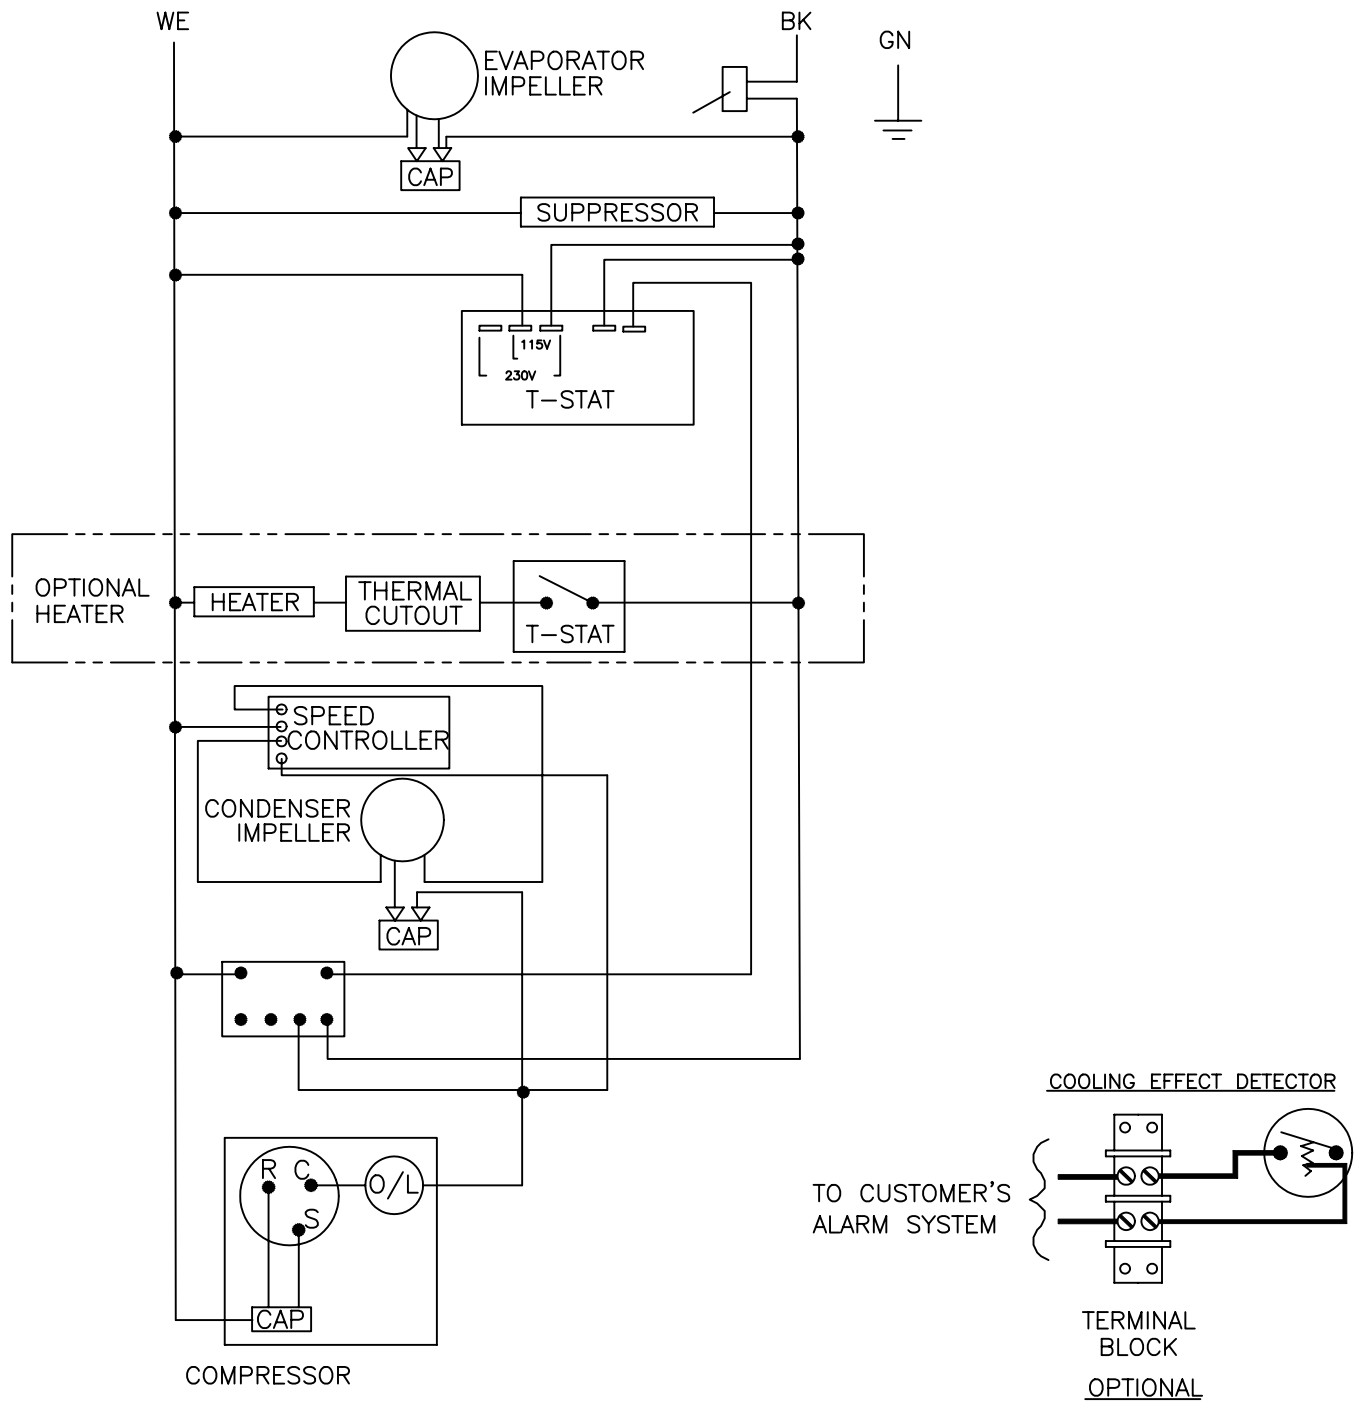 WE
BK
GN
EVAPORATOR
IMPELLER
CAP
SUPPRESSOR
115V
230V
T-STAT
OPTIONAL
HEATER
HEATER
THERMAL
CUTOUT
T-STAT
SPEED
CONTROLLER
CONDENSER
IMPELLER
CAP
R
C
S
O/L
CAP
COMPRESSOR
COOLING EFFECT DETECTOR
TO CUSTOMER'S
ALARM SYSTEM
TERMINAL
BLOCK
OPTIONAL